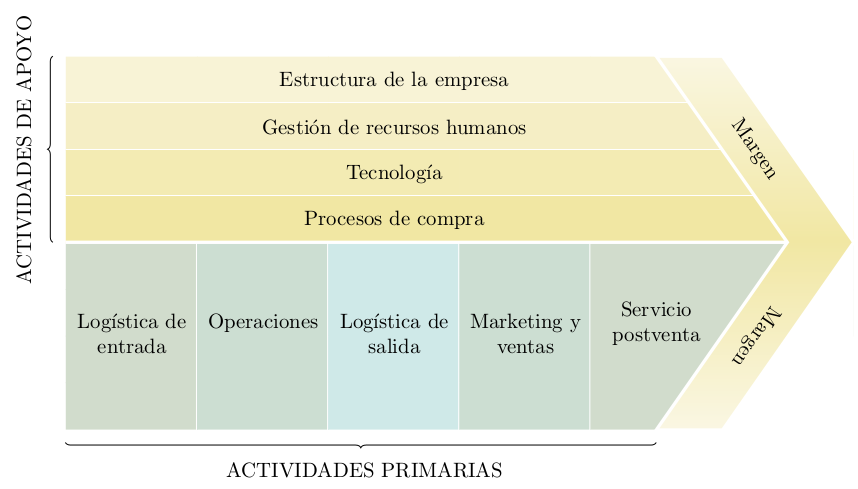 ACTIVIDADES DE APOYO
Estructura de la empresa
Gestión de recursos humanos
Tecnología
Procesos de compra
Margen
Logística de
entrada
Operaciones
Logística de
salida
Marketing y
ventas
Servicio
postventa
Margen
ACTIVIDADES PRIMARIAS